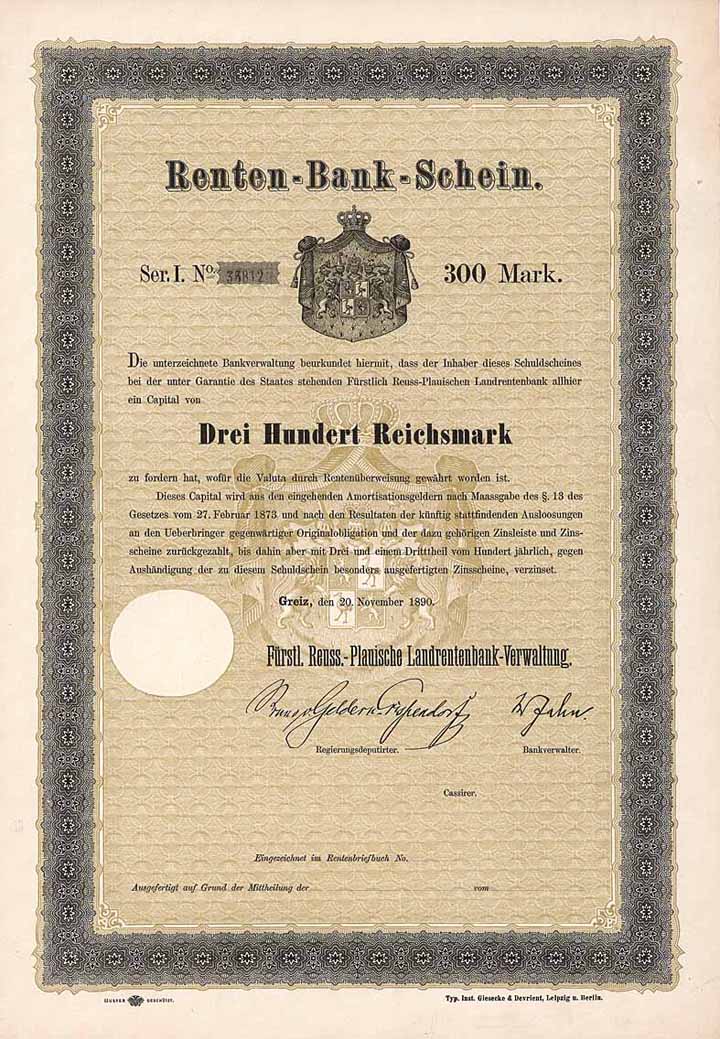 Renten-Bank-Schein.
Ser. I. No. 300 Mark.
Die unterzeichnete Bankverwaltung beurkundet hiermit, dass der Inhaber dieses Schuldscheines
bei der unter Garantie des Staates stehenden Fürstlich Reuss-Plauischen Landrentenbank allhier
ein Capital von
Drei Hundert Reichsmark
zu fordern hat, wofür die Valuta durch Rentenüberweisung gewährt worden ist.
Dieses Capital wird aus den eingehenden Amortisationsgeldern nach Maassgabe des §. 13 des
Gesetzes vom 27. Februar 1873 und nach den Resultaten der künftig stattfindenden Ausloosungen
an den Ueberbringer gegenwärtiger Originalobligation und der dazu gehörigen Zinsleiste und Zins-
scheine zurückgezahlt, bis dahin aber mit Drei und einem Dritttheil vom Hundert jährlich, gegen
Aushändigung der zu diesem Schuldschein besonders ausgefertigten Zinsscheine, verzinset.
Greiz, den 20. November 1890.
Fürstl. Reuss.-Plauische Landrentenbank-Verwaltung.
Regierungsdeputirter. Bankverwalter.
Cassirer.
Eingezeichnet im Rentenbriefbuch No.
Ausgefertigt auf Grund der Mittheilung der vom
MUSTER GESCHÜTZT.
Typ. Inst. Giesecke & Devrient, Leipzig u. Berlin.